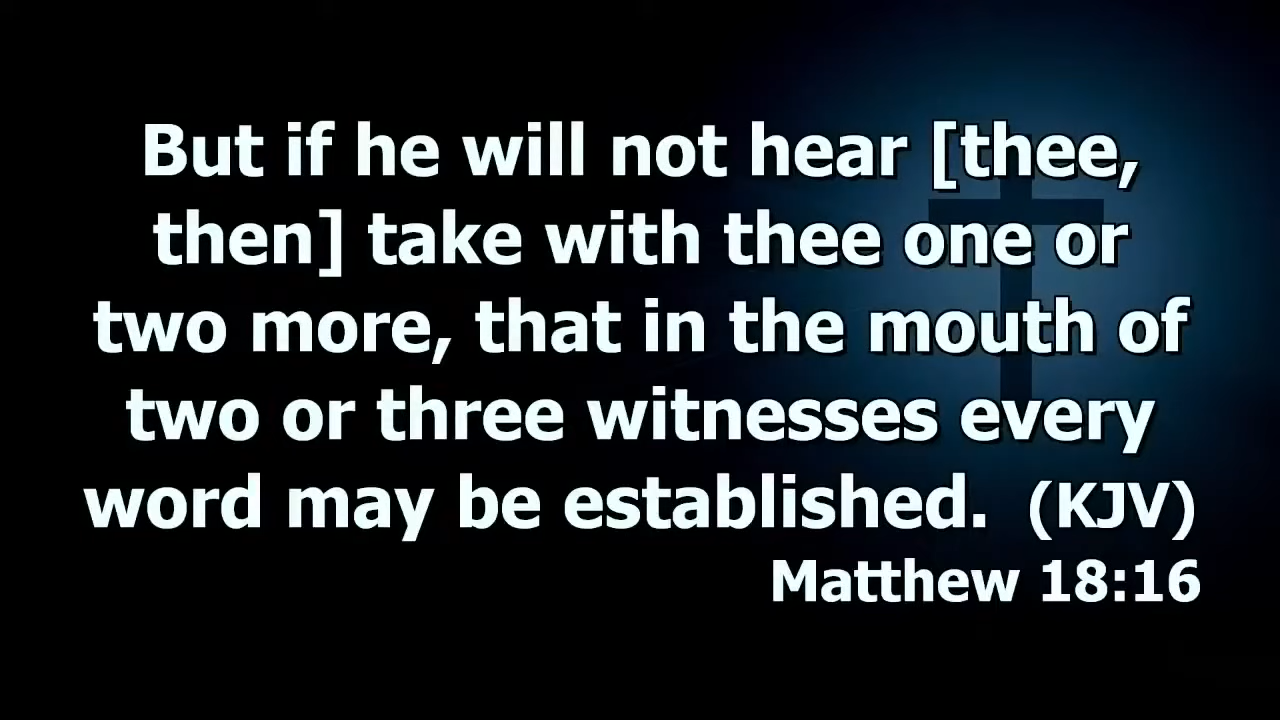 But if he will not hear [thee,
then] take with thee one or
two more, that in the mouth of
two or three witnesses every
word may be established. (KJV)
Matthew 18:16